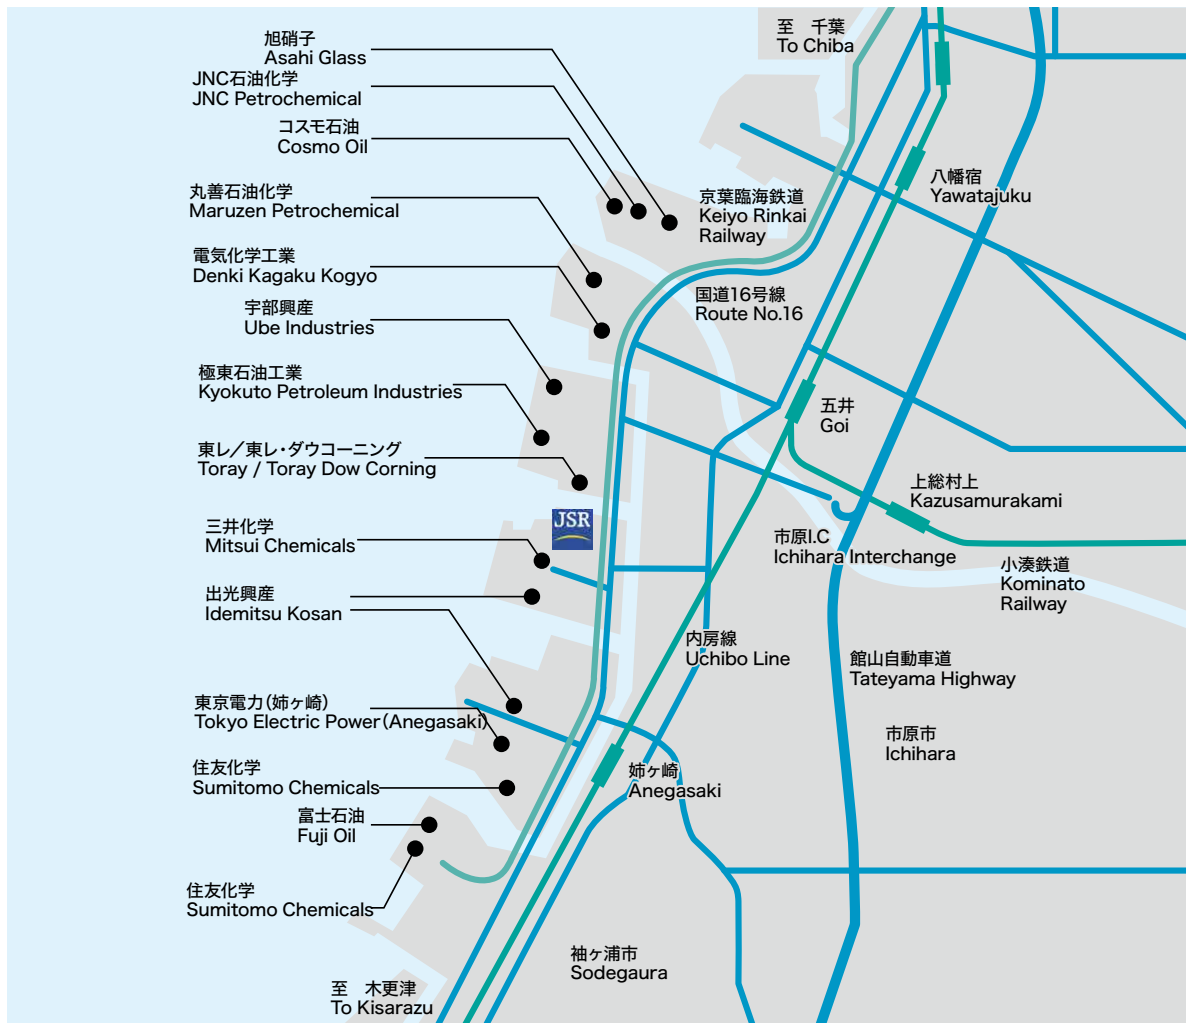 至　千葉
To Chiba
旭硝子
Asahi Glass
JNC石油化学
JNC Petrochemical
コスモ石油
Cosmo Oil
丸善石油化学
Maruzen Petrochemical
電気化学工業
Denki Kagaku Kogyo
宇部興産
Ube Industries
極東石油工業
Kyokuto Petroleum Industries
東レ／東レ・ダウコーニング
Toray / Toray Dow Corning
JSR
三井化学
Mitsui Chemicals
出光興産
Idemitsu Kosan
東京電力(姉ヶ崎)
Tokyo Electric Power(Anegasaki)
住友化学
Sumitomo Chemicals
富士石油
Fuji Oil
住友化学
Sumitomo Chemicals
至　木更津
To Kisarazu
京葉臨海鉄道
Keiyo Rinkai
Railway
国道16号線
Route No.16
八幡宿
Yawatajuku
五井
Goi
上総村上
Kazusamurakami
市原I.C
Ichihara Interchange
小湊鉄道
Kominato
Railway
内房線
Uchibo Line
館山自動車道
Tateyama Highway
市原市
Ichihara
姉ヶ崎
Anegasaki
袖ヶ浦市
Sodegaura